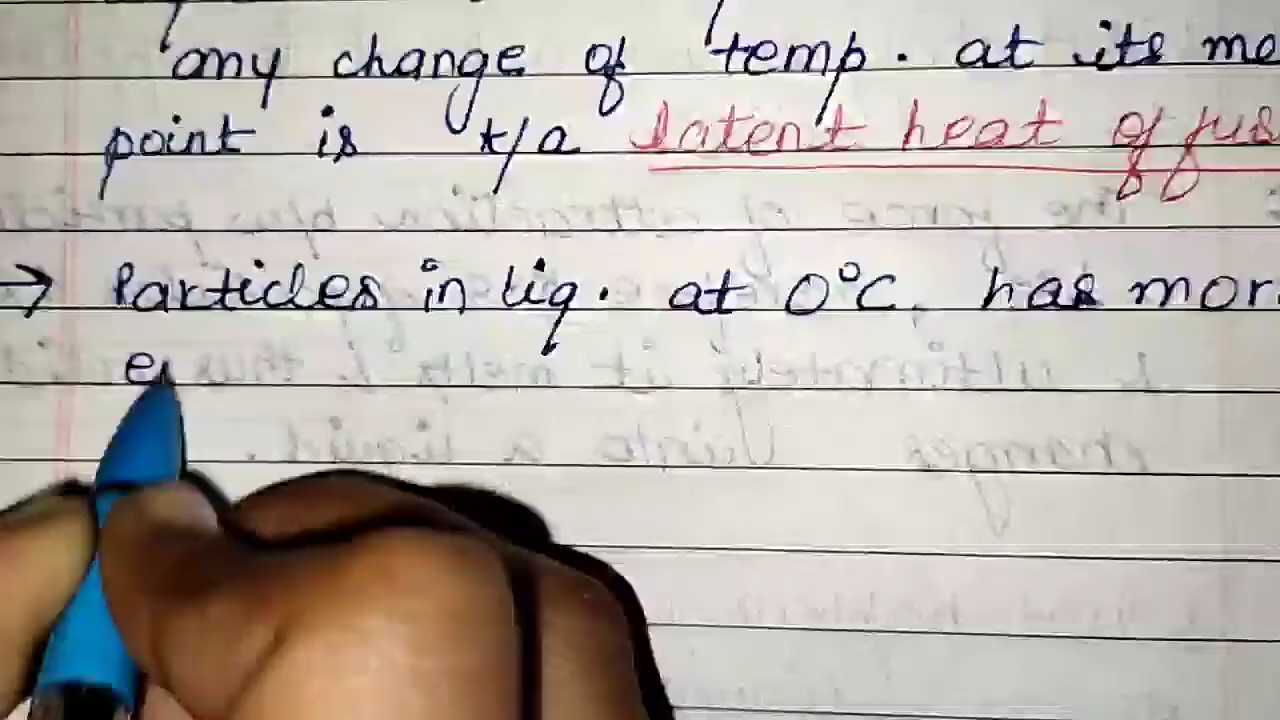 any change of temp. at its me
point is k/a latent heat of fus
→ Particles in liq. at 0°C has mor
en